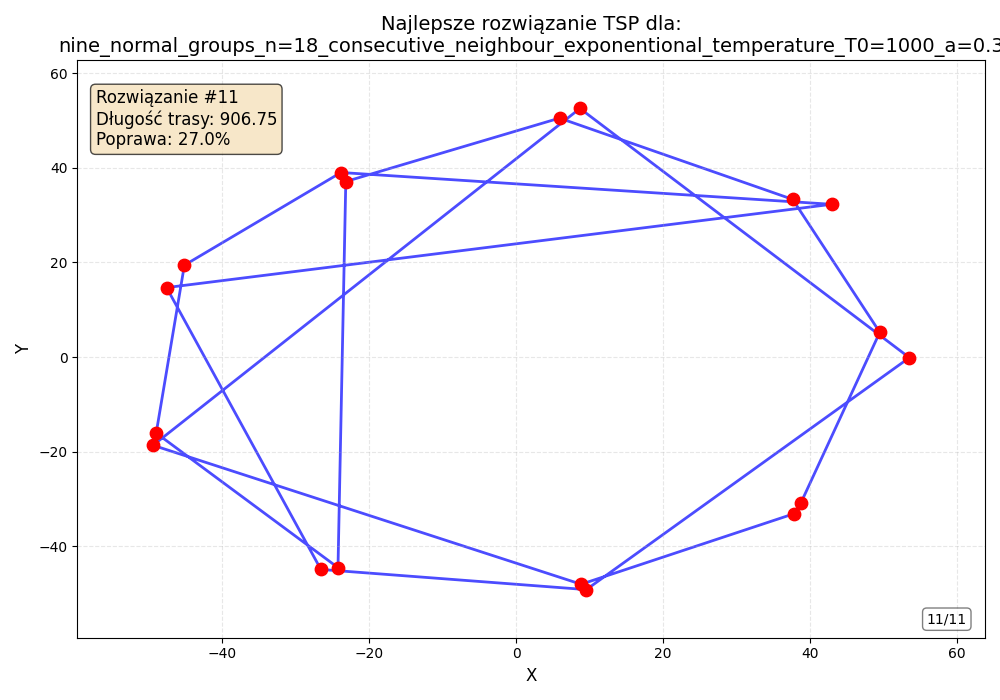 Najlepsze rozwiązanie TSP dla:
nine_normal_groups_n=18_consecutive_neighbour_exponentional_temperature_T0=1000_a=0.3
Rozwiązanie #11
Długość trasy: 906.75
Poprawa: 27.0%
60
40
20
0
−20
−40
Y
11/11
−40
−20
0
20
40
60
X